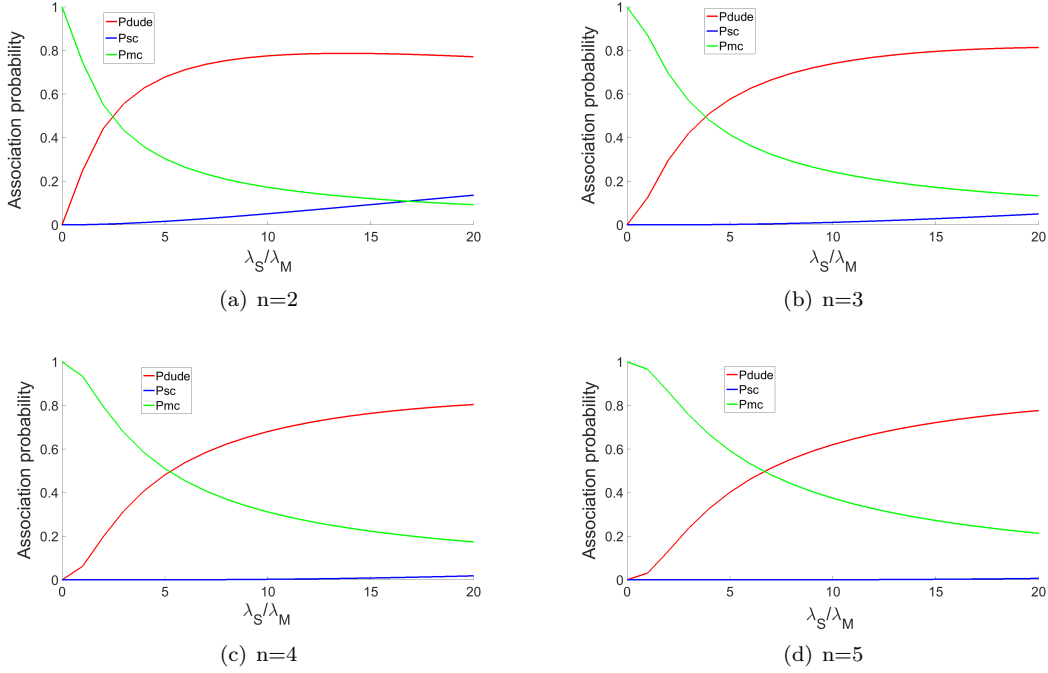 Association probability
1
0.8
0.6
0.4
0.2
0
Pdude
Psc
Pmc
0 5 10 15 20
λS/λM
(a) n=2
Association probability
1
0.8
0.6
0.4
0.2
0
Pdude
Psc
Pmc
0 5 10 15 20
λS/λM
(b) n=3
Association probability
1
0.8
0.6
0.4
0.2
0
Pdude
Psc
Pmc
0 5 10 15 20
λS/λM
(c) n=4
Association probability
1
0.8
0.6
0.4
0.2
0
Pdude
Psc
Pmc
0 5 10 15 20
λS/λM
(d) n=5